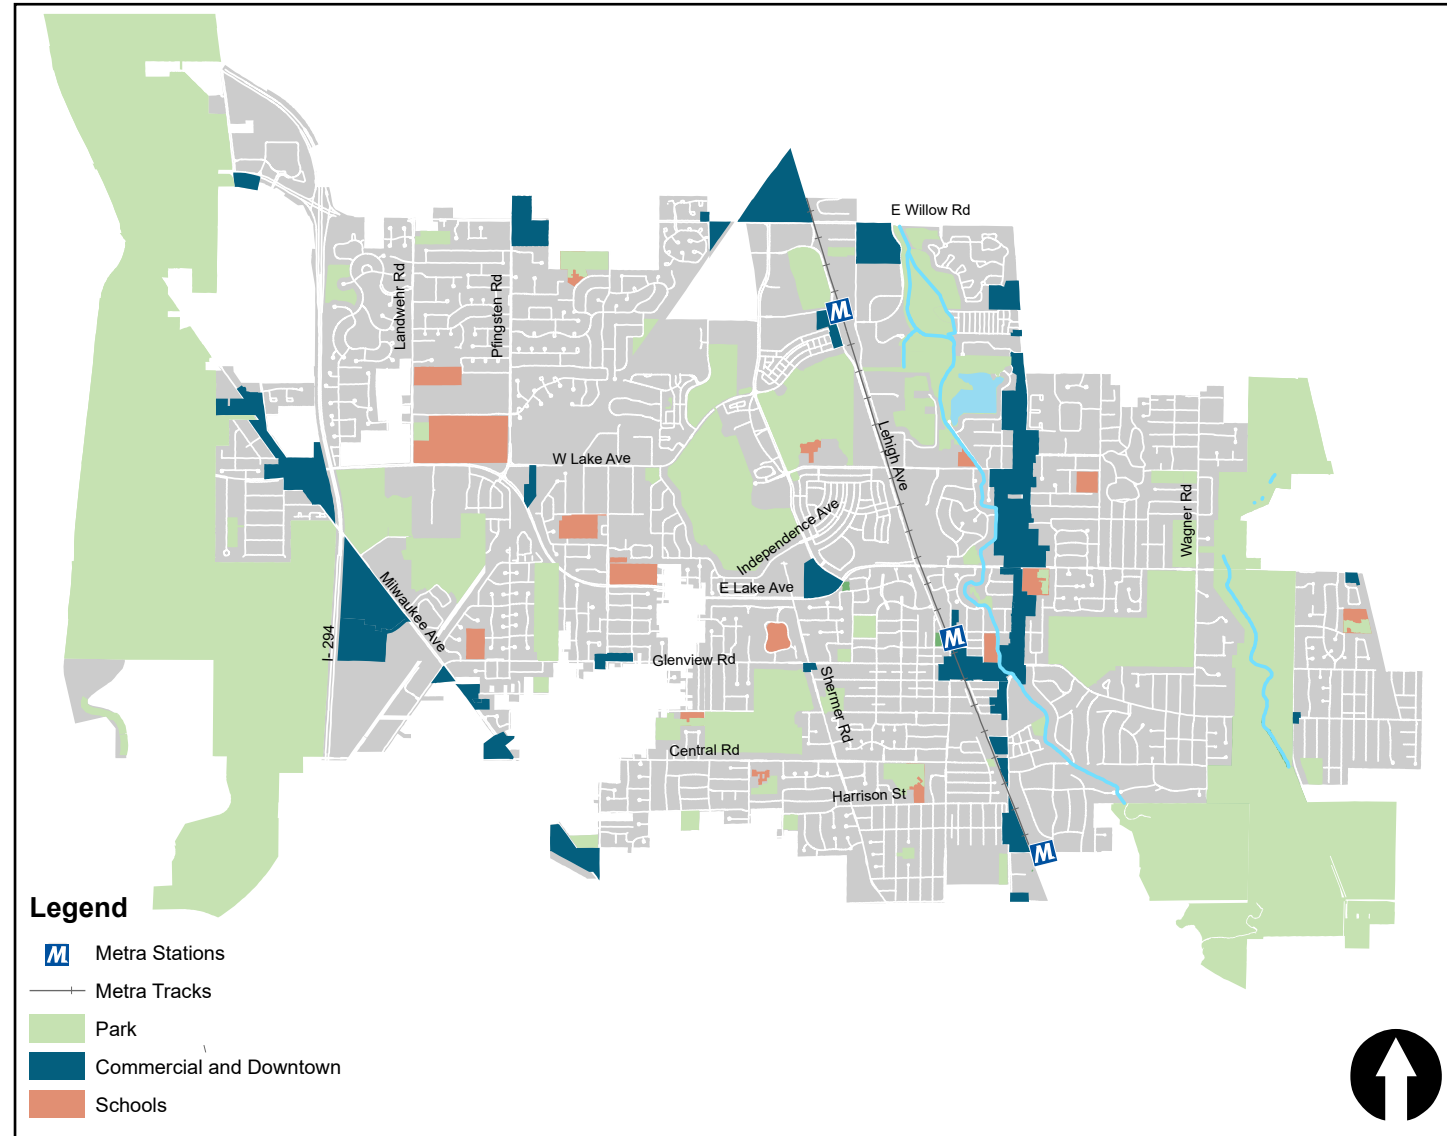 E Willow Rd
Landwehr Rd
Pfingsten Rd
M
W Lake Ave
Lehigh Ave
Wagner Rd
Independence Ave
E Lake Ave
Milwaukee Ave
I- 294
M
Glenview Rd
Shermer Rd
Central Rd
Harrison St
M
Legend
M Metra Stations
Metra Tracks
Park
Commercial and Downtown
Schools